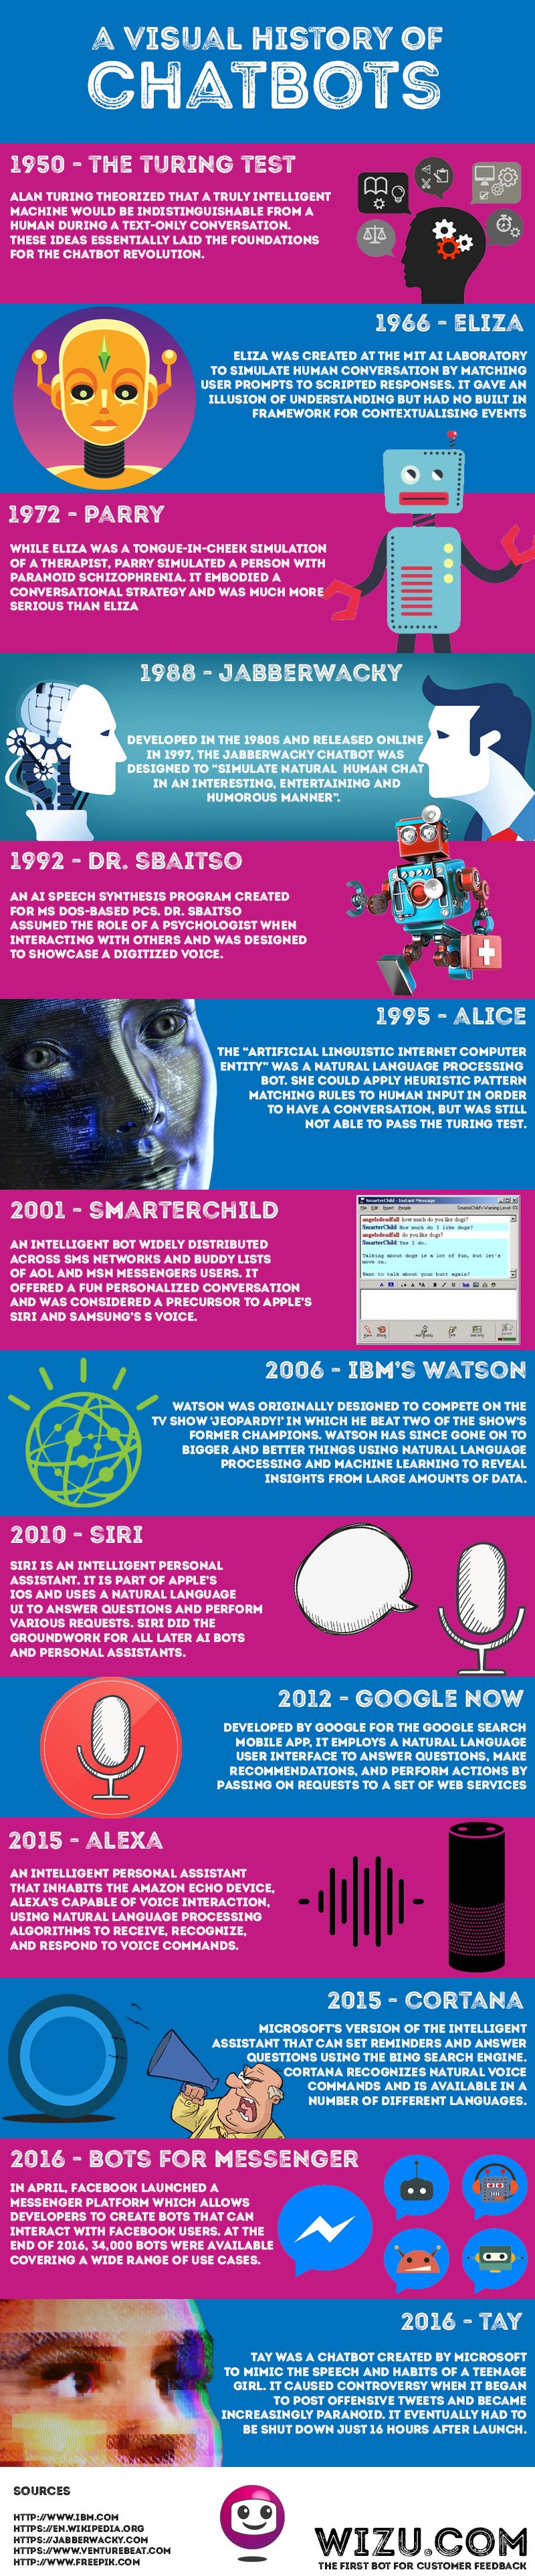 A VISUAL HISTORY OF
CHATBOTS
1950 - THE TURING TEST
ALAN TURING THEORIZED THAT A TRULY INTELLIGENT
MACHINE WOULD BE INDISTINGUISHABLE FROM A
HUMAN DURING A TEXT-ONLY CONVERSATION.
THESE IDEAS ESSENTIALLY LAID THE FOUNDATIONS
FOR THE CHATBOT REVOLUTION.
1966 - ELIZA
ELIZA WAS CREATED AT THE MIT AI LABORATORY
TO SIMULATE HUMAN CONVERSATION BY MATCHING
USER PROMPTS TO SCRIPTED RESPONSES. IT GAVE AN
ILLUSION OF UNDERSTANDING BUT HAD NO BUILT IN
FRAMEWORK FOR CONTEXTUALISING EVENTS
1972 - PARRY
WHILE ELIZA WAS A TONGUE-IN-CHEEK SIMULATION
OF A THERAPIST, PARRY SIMULATED A PERSON WITH
PARANOID SCHIZOPHRENIA. IT EMBODIED A
CONVERSATIONAL STRATEGY AND WAS MUCH MORE
SERIOUS THAN ELIZA
1988 - JABBERWACKY
DEVELOPED IN THE 1980S AND RELEASED ONLINE
IN 1997, THE JABBERWACKY CHATBOT WAS
DESIGNED TO “SIMULATE NATURAL HUMAN CHAT
IN AN INTERESTING, ENTERTAINING AND
HUMOROUS MANNER”.
1992 - DR. SBAITSO
AN AI SPEECH SYNTHESIS PROGRAM CREATED
FOR MS DOS-BASED PCS. DR. SBAITSO
ASSUMED THE ROLE OF A PSYCHOLOGIST WHEN
INTERACTING WITH OTHERS AND WAS DESIGNED
TO SHOWCASE A DIGITIZED VOICE.
1995 - ALICE
THE “ARTIFICIAL LINGUISTIC INTERNET COMPUTER
ENTITY” WAS A NATURAL LANGUAGE PROCESSING
BOT. SHE COULD APPLY HEURISTIC PATTERN
MATCHING RULES TO HUMAN INPUT IN ORDER
TO HAVE A CONVERSATION, BUT WAS STILL
NOT ABLE TO PASS THE TURING TEST.
2001 - SMARTERCHILD
AN INTELLIGENT BOT WIDELY DISTRIBUTED
ACROSS SMS NETWORKS AND BUDDY LISTS
OF AOL AND MSN MESSENGERS USERS. IT
OFFERED A FUN PERSONALIZED CONVERSATION
AND WAS CONSIDERED A PRECURSOR TO APPLE'S
SIRI AND SAMSUNG'S S VOICE.
SmarterChild - Instant Message
File Edit Insert People
SmarterChild's Warning Level: 0%
angeledeadfall: how much do you like dogs?
SmarterChild: How much do I like dogs?
angeledeadfall: do you like dogs?
SmarterChild: Yes I do.
Talking about dogs is a lot of fun, but let's
move on.
Want to talk about your butt again?
2006 - IBM'S WATSON
WATSON WAS ORIGINALLY DESIGNED TO COMPETE ON THE
TV SHOW 'JEOPARDY!' IN WHICH HE BEAT TWO OF THE SHOW'S
FORMER CHAMPIONS. WATSON HAS SINCE GONE ON TO
BIGGER AND BETTER THINGS USING NATURAL LANGUAGE
PROCESSING AND MACHINE LEARNING TO REVEAL
INSIGHTS FROM LARGE AMOUNTS OF DATA.
2010 - SIRI
SIRI IS AN INTELLIGENT PERSONAL
ASSISTANT. IT IS PART OF APPLE'S
IOS AND USES A NATURAL LANGUAGE
UI TO ANSWER QUESTIONS AND PERFORM
VARIOUS REQUESTS. SIRI DID THE
GROUNDWORK FOR ALL LATER AI BOTS
AND PERSONAL ASSISTANTS.
2012 - GOOGLE NOW
DEVELOPED BY GOOGLE FOR THE GOOGLE SEARCH
MOBILE APP, IT EMPLOYS A NATURAL LANGUAGE
USER INTERFACE TO ANSWER QUESTIONS, MAKE
RECOMMENDATIONS, AND PERFORM ACTIONS BY
PASSING ON REQUESTS TO A SET OF WEB SERVICES
2015 - ALEXA
AN INTELLIGENT PERSONAL ASSISTANT
THAT INHABITS THE AMAZON ECHO DEVICE,
ALEXA'S CAPABLE OF VOICE INTERACTION,
USING NATURAL LANGUAGE PROCESSING
ALGORITHMS TO RECEIVE, RECOGNIZE,
AND RESPOND TO VOICE COMMANDS.
2015 - CORTANA
MICROSOFT'S VERSION OF THE INTELLIGENT
ASSISTANT THAT CAN SET REMINDERS AND ANSWER
QUESTIONS USING THE BING SEARCH ENGINE.
CORTANA RECOGNIZES NATURAL VOICE
COMMANDS AND IS AVAILABLE IN A
NUMBER OF DIFFERENT LANGUAGES.
2016 - BOTS FOR MESSENGER
IN APRIL, FACEBOOK LAUNCHED A
MESSENGER PLATFORM WHICH ALLOWS
DEVELOPERS TO CREATE BOTS THAT CAN
INTERACT WITH FACEBOOK USERS. AT THE
END OF 2016, 34,000 BOTS WERE AVAILABLE
COVERING A WIDE RANGE OF USE CASES.
2016 - TAY
TAY WAS A CHATBOT CREATED BY MICROSOFT
TO MIMIC THE SPEECH AND HABITS OF A TEENAGE
GIRL. IT CAUSED CONTROVERSY WHEN IT BEGAN
TO POST OFFENSIVE TWEETS AND BECAME
INCREASINGLY PARANOID. IT EVENTUALLY HAD TO
BE SHUT DOWN JUST 16 HOURS AFTER LAUNCH.
SOURCES
HTTP://WWW.IBM.COM
HTTPS://EN.WIKIPEDIA.ORG
HTTPS://JABBERWACKY.COM
HTTPS://WWW.VENTUREBEAT.COM
HTTP://WWW.FREEPIK.COM
WIZU.COM
THE FIRST BOT FOR CUSTOMER FEEDBACK